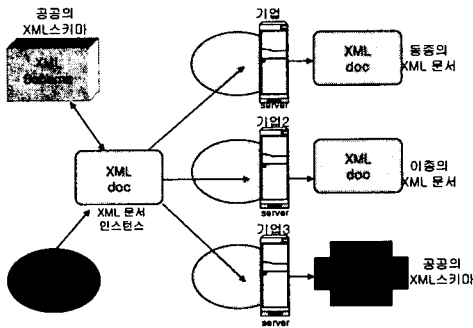 공공의
XML스키마
XML
XML
doc
XML 문서
인스턴스
기업
server
XML
doc
동종의
XML 문서
기업2
server
XML
doc
이종의
XML 문서
기업3
server
공공의
XML스키마